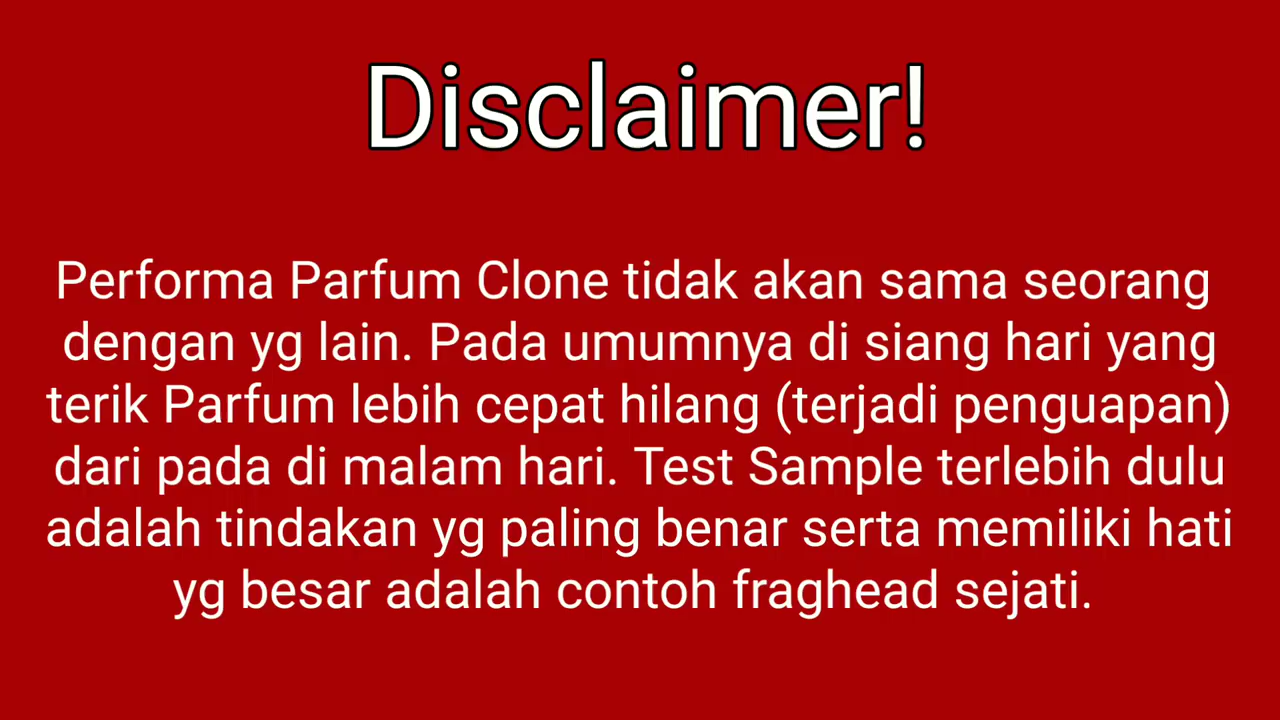 Disclaimer!
Performa Parfum Clone tidak akan sama seorang
dengan yg lain. Pada umumnya di siang hari yang
terik Parfum lebih cepat hilang (terjadi penguapan)
dari pada di malam hari. Test Sample terlebih dulu
adalah tindakan yg paling benar serta memiliki hati
yg besar adalah contoh fraghead sejati.